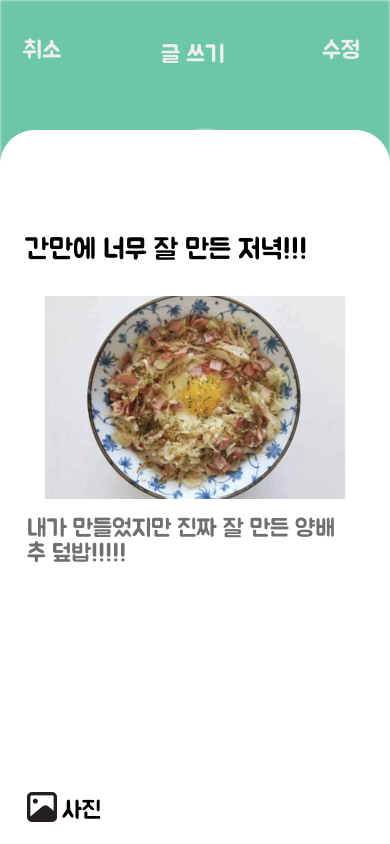 취소
글 쓰기
수정
간만에 너무 잘 만든 저녁!!!
내가 만들었지만 진짜 잘 만든 양배
추 덮밥!!!!!
사진